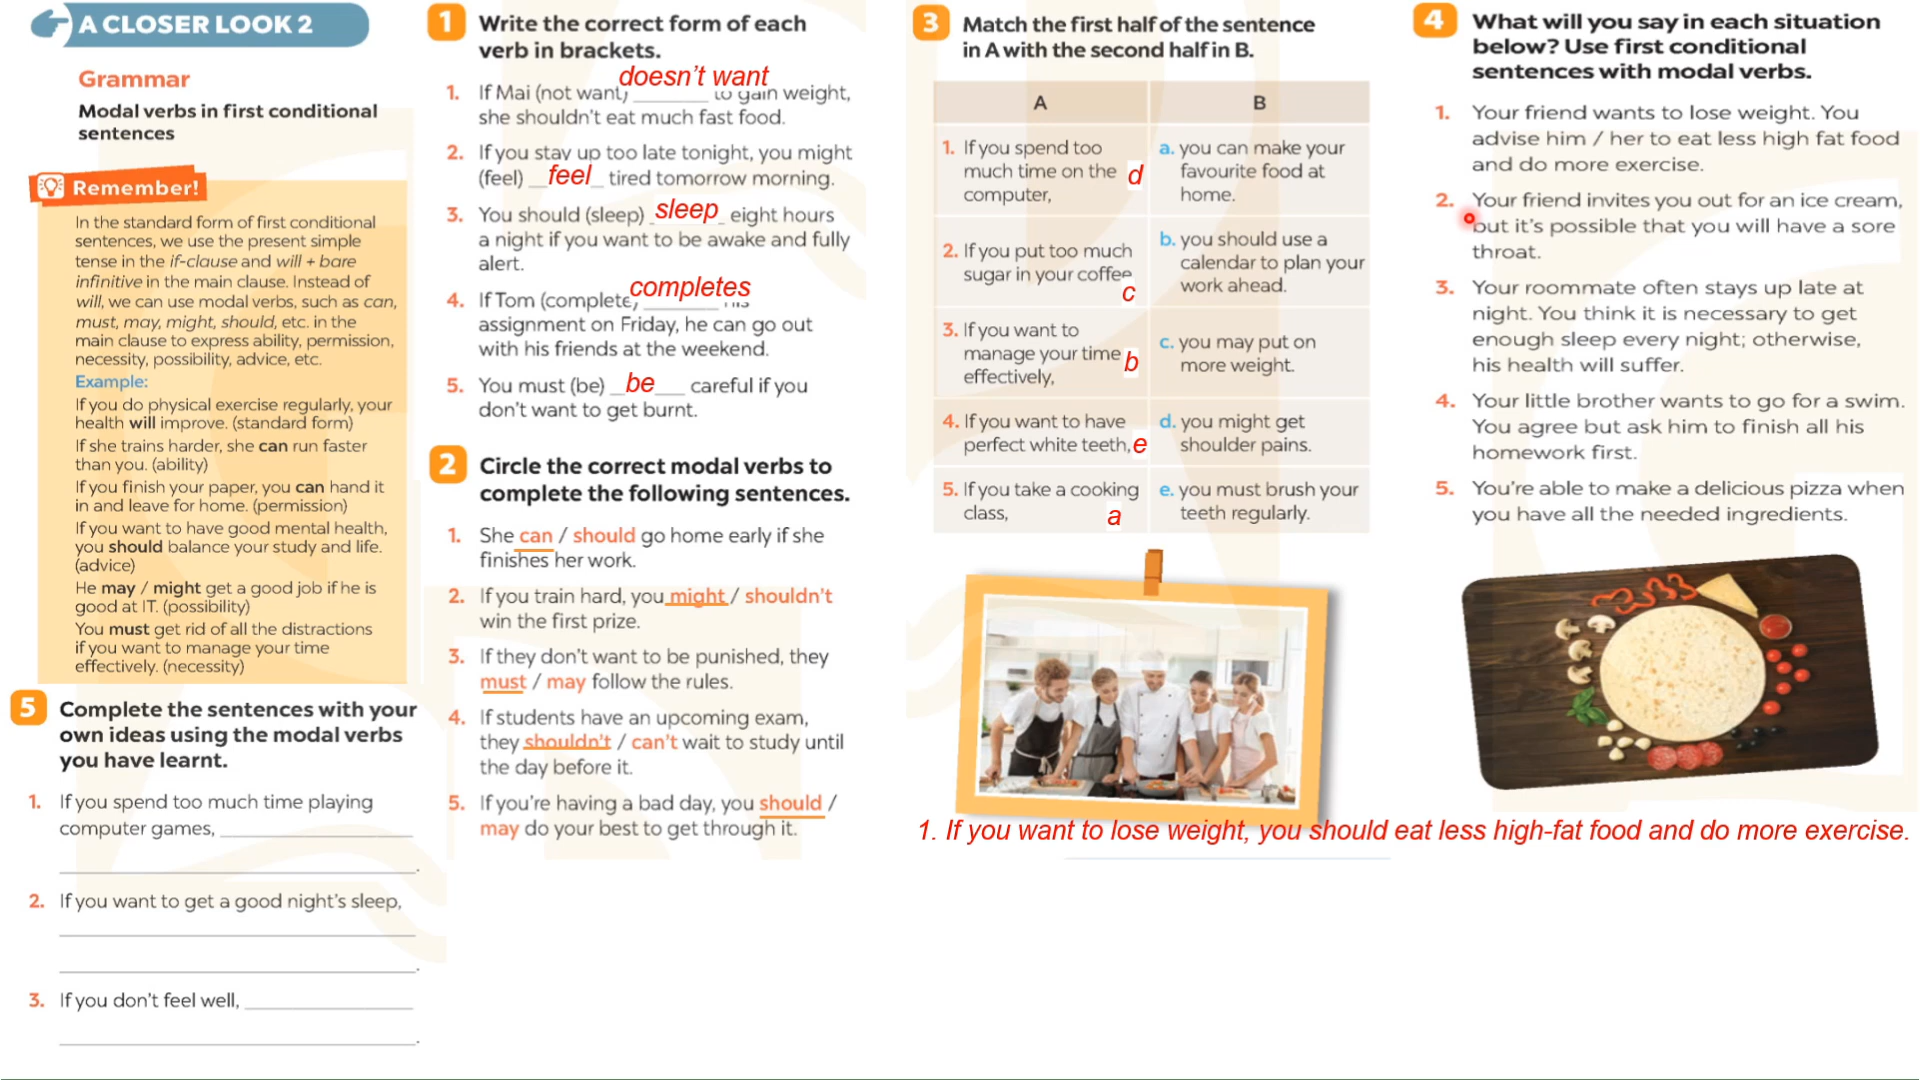 A CLOSER LOOK 2
Grammar
Modal verbs in first conditional
sentences
Remember!
In the standard form of first conditional
sentences, we use the present simple
tense in the if-clause and will + bare
infinitive in the main clause. Instead of
will, we can use modal verbs, such as can,
must, may, might, should, etc. in the
main clause to express ability, permission,
necessity, possibility, advice, etc.
Example:
If you do physical exercise regularly, your
health will improve. (standard form)
If she trains harder, she can run faster
than you. (ability)
If you finish your paper, you can hand it
in and leave for home. (permission)
If you want to have good mental health,
you should balance your study and life.
(advice)
He may / might get a good job if he is
good at IT. (possibility)
You must get rid of all the distractions
if you want to manage your time
effectively. (necessity)
5 Complete the sentences with your
own ideas using the modal verbs
you have learnt.
1. If you spend too much time playing
computer games, ____
____.
2. If you want to get a good night's sleep,
____
____.
3. If you don't feel well, ____
____.
1 Write the correct form of each
verb in brackets.
doesn't want
1. If Mai (not want) ____ to gain weight,
she shouldn't eat much fast food.
2. If you stay up too late tonight, you might
(feel) _feel_ tired tomorrow morning.
3. You should (sleep) _sleep_ eight hours
a night if you want to be awake and fully
alert.
completes
4. If Tom (complete) ____ his
assignment on Friday, he can go out
with his friends at the weekend.
5. You must (be) _be_ careful if you
don't want to get burnt.
2 Circle the correct modal verbs to
complete the following sentences.
1. She can / should go home early if she
finishes her work.
2. If you train hard, you might / shouldn't
win the first prize.
3. If they don't want to be punished, they
must / may follow the rules.
4. If students have an upcoming exam,
they shouldn't / can't wait to study until
the day before it.
5. If you're having a bad day, you should /
may do your best to get through it.
3 Match the first half of the sentence
in A with the second half in B.
A
B
1. If you spend too
much time on the
computer,
d
a. you can make your
favourite food at
home.
2. If you put too much
sugar in your coffee
c
b. you should use a
calendar to plan your
work ahead.
3. If you want to
manage your time
effectively,
b
c. you may put on
more weight.
4. If you want to have
perfect white teeth,
e
d. you might get
shoulder pains.
5. If you take a cooking
class,
a
e. you must brush your
teeth regularly.
4 What will you say in each situation
below? Use first conditional
sentences with modal verbs.
1. Your friend wants to lose weight. You
advise him / her to eat less high fat food
and do more exercise.
2. Your friend invites you out for an ice cream,
but it's possible that you will have a sore
throat.
3. Your roommate often stays up late at
night. You think it is necessary to get
enough sleep every night; otherwise,
his health will suffer.
4. Your little brother wants to go for a swim.
You agree but ask him to finish all his
homework first.
5. You're able to make a delicious pizza when
you have all the needed ingredients.
1. If you want to lose weight, you should eat less high-fat food and do more exercise.